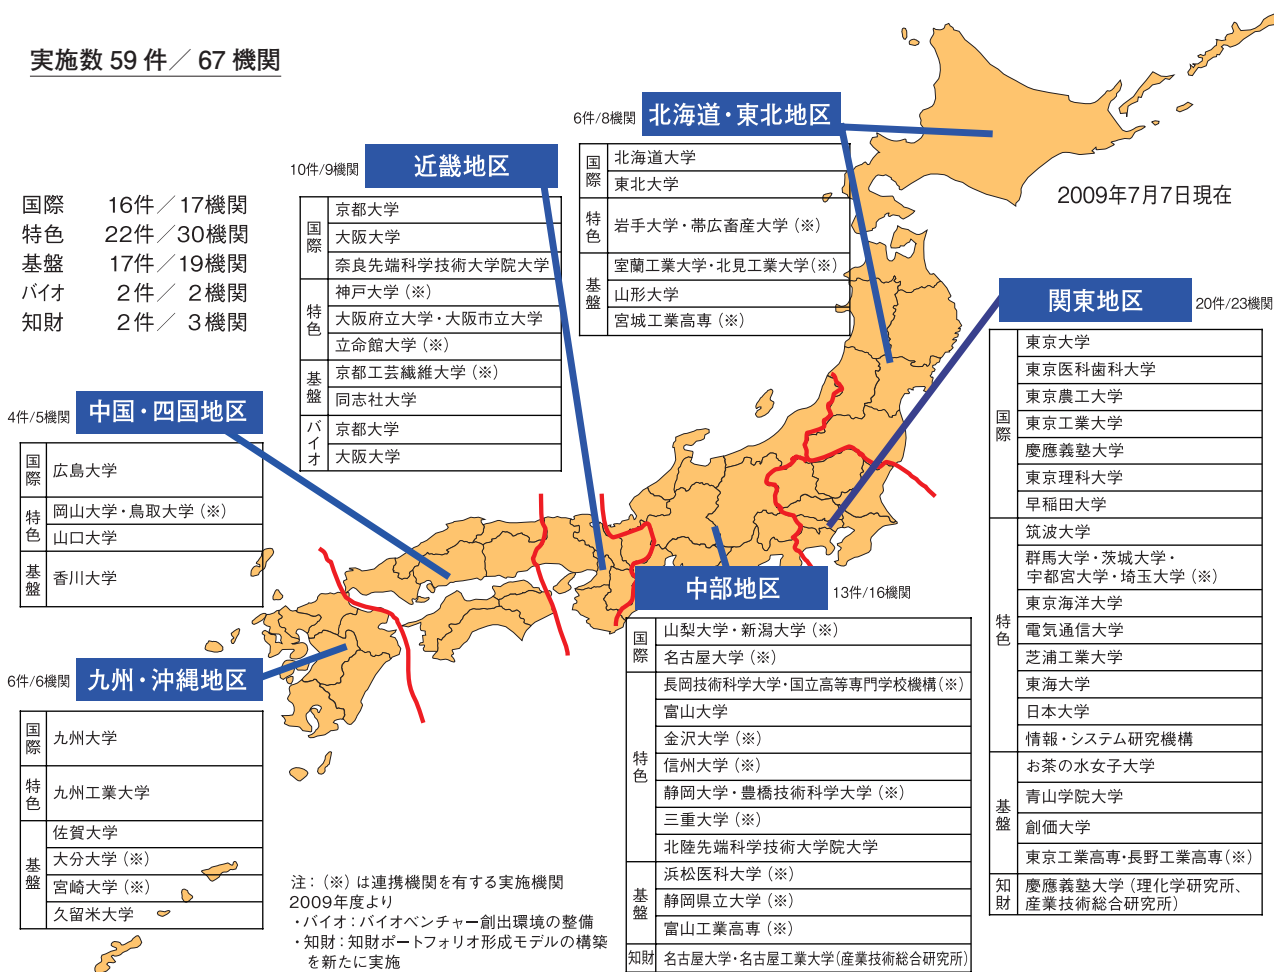 実施数 59 件／ 67 機関
国際 16件／17機関
特色 22件／30機関
基盤 17件／19機関
バイオ 2件／ 2機関
知財 2件／ 3機関
2009年7月7日現在
6件/8機関
北海道・東北地区
国際
北海道大学
東北大学
特色
岩手大学・帯広畜産大学（※）
基盤
室蘭工業大学・北見工業大学（※）
山形大学
宮城工業高専（※）
10件/9機関
近畿地区
国際
京都大学
大阪大学
奈良先端科学技術大学院大学
特色
神戸大学（※）
大阪府立大学・大阪市立大学
立命館大学（※）
基盤
京都工芸繊維大学（※）
同志社大学
バイオ
京都大学
大阪大学
関東地区
20件/23機関
国際
東京大学
東京医科歯科大学
東京農工大学
東京工業大学
慶應義塾大学
東京理科大学
早稲田大学
特色
筑波大学
群馬大学・茨城大学・
宇都宮大学・埼玉大学（※）
東京海洋大学
電気通信大学
芝浦工業大学
東海大学
日本大学
情報・システム研究機構
基盤
お茶の水女子大学
青山学院大学
創価大学
東京工業高専・長野工業高専（※）
知財
慶應義塾大学（理化学研究所、
産業技術総合研究所）
4件/5機関
中国・四国地区
国際
広島大学
特色
岡山大学・鳥取大学（※）
山口大学
基盤
香川大学
中部地区
13件/16機関
国際
山梨大学・新潟大学（※）
名古屋大学（※）
特色
長岡技術科学大学・国立高等専門学校機構（※）
富山大学
金沢大学（※）
信州大学（※）
静岡大学・豊橋技術科学大学（※）
三重大学（※）
北陸先端科学技術大学院大学
基盤
浜松医科大学（※）
静岡県立大学（※）
富山工業高専（※）
知財
名古屋大学・名古屋工業大学（産業技術総合研究所）
6件/6機関
九州・沖縄地区
国際
九州大学
特色
九州工業大学
基盤
佐賀大学
大分大学（※）
宮崎大学（※）
久留米大学
注：（※）は連携機関を有する実施機関
2009年度より
・バイオ：バイオベンチャー創出環境の整備
・知財：知財ポートフォリオ形成モデルの構築
を新たに実施